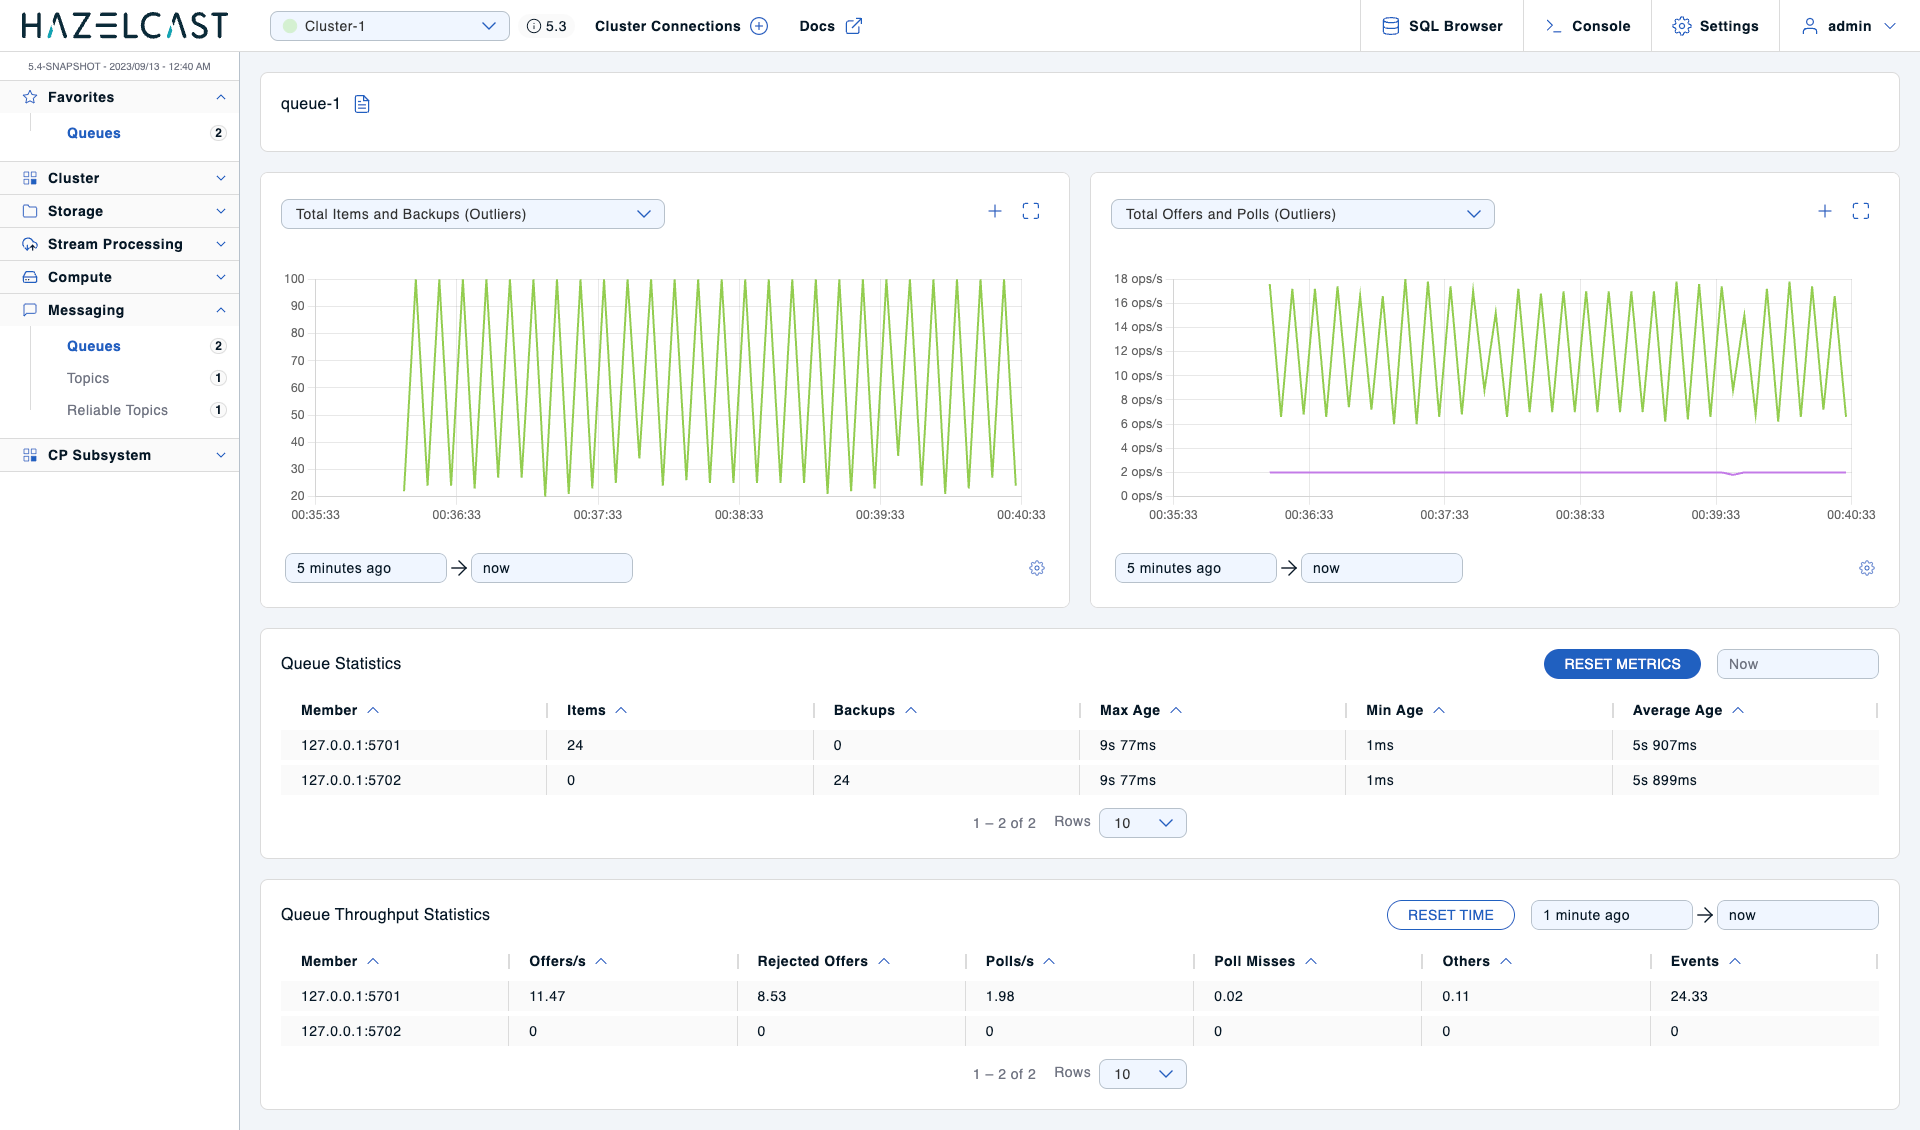 HAZELCAST
Cluster-1
5.3
Cluster Connections
Docs
SQL Browser
Console
Settings
admin
5.4-SNAPSHOT - 2023/09/13 - 12:40 AM
Favorites
Queues 2
Cluster
Storage
Stream Processing
Compute
Messaging
Queues 2
Topics 1
Reliable Topics 1
CP Subsystem
queue-1
Total Items and Backups (Outliers)
100
90
80
70
60
50
40
30
20
00:35:33 00:36:33 00:37:33 00:38:33 00:39:33 00:40:33
5 minutes ago
now
Total Offers and Polls (Outliers)
18 ops/s
16 ops/s
14 ops/s
12 ops/s
10 ops/s
8 ops/s
6 ops/s
4 ops/s
2 ops/s
0 ops/s
00:35:33 00:36:33 00:37:33 00:38:33 00:39:33 00:40:33
5 minutes ago
now
Queue Statistics
RESET METRICS
Now
Member Items Backups Max Age Min Age Average Age
127.0.0.1:5701 24 0 9s 77ms 1ms 5s 907ms
127.0.0.1:5702 0 24 9s 77ms 1ms 5s 899ms
1 – 2 of 2 Rows 10
Queue Throughput Statistics
RESET TIME
1 minute ago
now
Member Offers/s Rejected Offers Polls/s Poll Misses Others Events
127.0.0.1:5701 11.47 8.53 1.98 0.02 0.11 24.33
127.0.0.1:5702 0 0 0 0 0 0
1 – 2 of 2 Rows 10